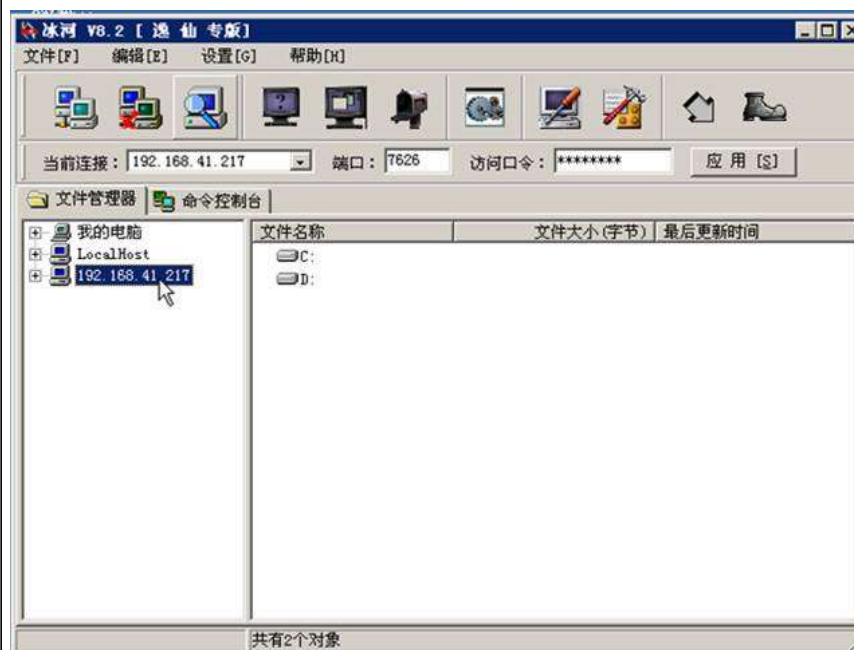 冰河 V8.2 [ 逸 仙 专版]
文件[F] 编辑[E] 设置[G] 帮助[H]
当前连接： 192.168.41.217 端口： 7626 访问口令： ******** 应 用 [S]
文件管理器 命令控制台
我的电脑
LocalHost
192.168.41.217
文件名称 文件大小(字节) 最后更新时间
C:
D:
共有2个对象